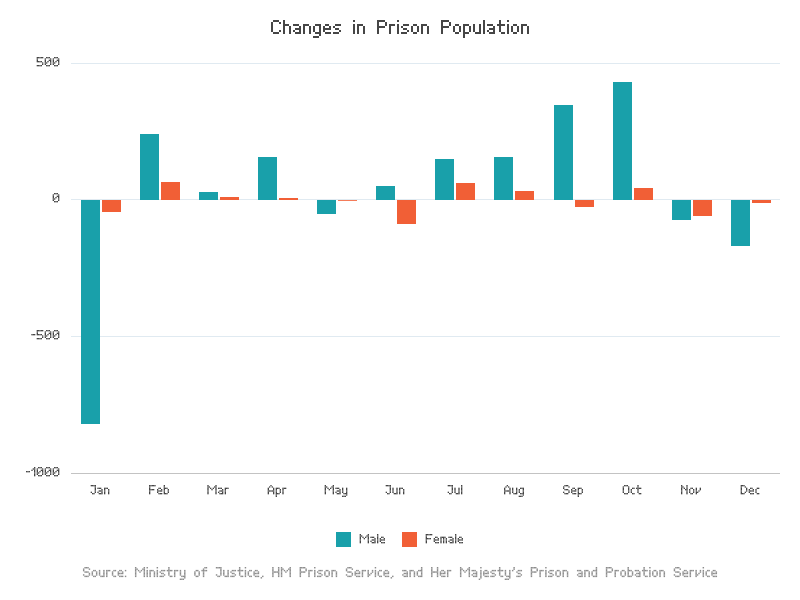 Changes in Prison Population
500
0
-500
-1000
Jan Feb Mar Apr May Jun Jul Aug Sep Oct Nov Dec
Male Female
Source: Ministry of Justice, HM Prison Service, and Her Majesty's Prison and Probation Service